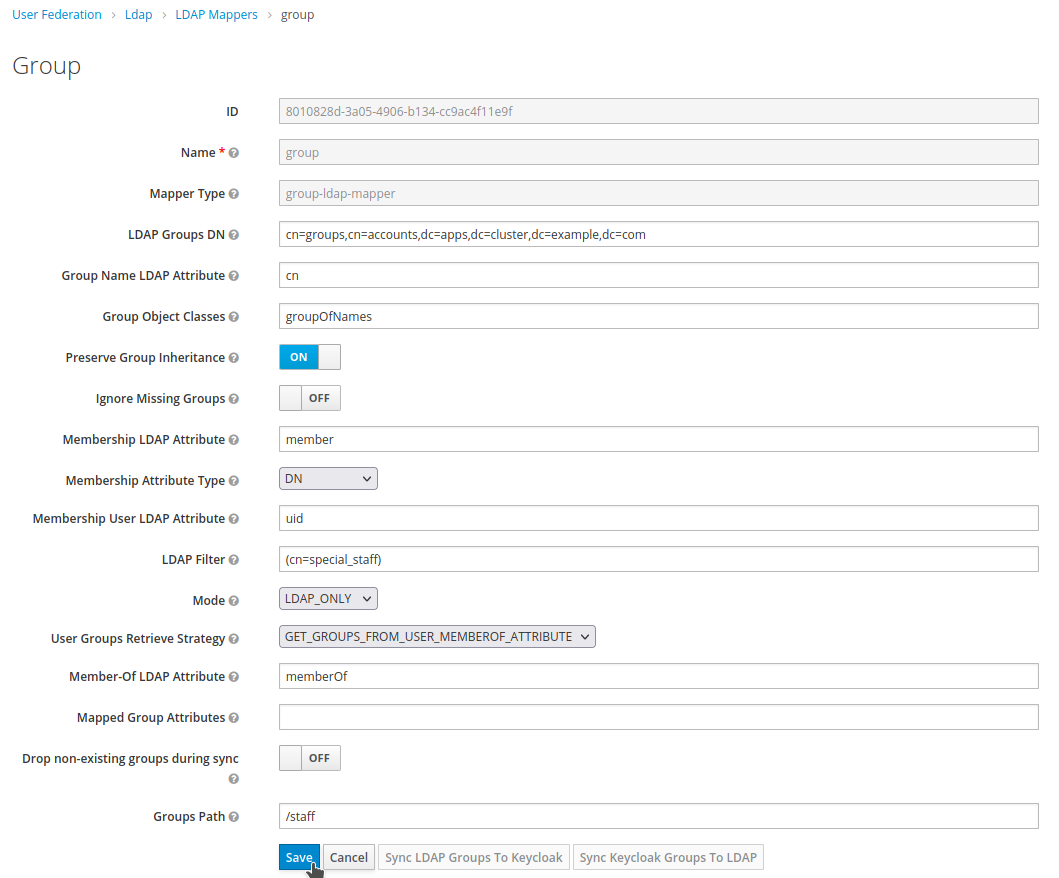 User Federation > Ldap > LDAP Mappers > group
Group
ID 8010828d-3a05-4906-b134-cc9ac4f11e9f
Name * group
Mapper Type group-ldap-mapper
LDAP Groups DN cn=groups,cn=accounts,dc=apps,dc=cluster,dc=example,dc=com
Group Name LDAP Attribute cn
Group Object Classes groupOfNames
Preserve Group Inheritance ON
Ignore Missing Groups OFF
Membership LDAP Attribute member
Membership Attribute Type DN
Membership User LDAP Attribute uid
LDAP Filter (cn=special_staff)
Mode LDAP_ONLY
User Groups Retrieve Strategy GET_GROUPS_FROM_USER_MEMBEROF_ATTRIBUTE
Member-Of LDAP Attribute memberOf
Mapped Group Attributes
Drop non-existing groups during sync OFF
Groups Path /staff
Save Cancel Sync LDAP Groups To Keycloak Sync Keycloak Groups To LDAP